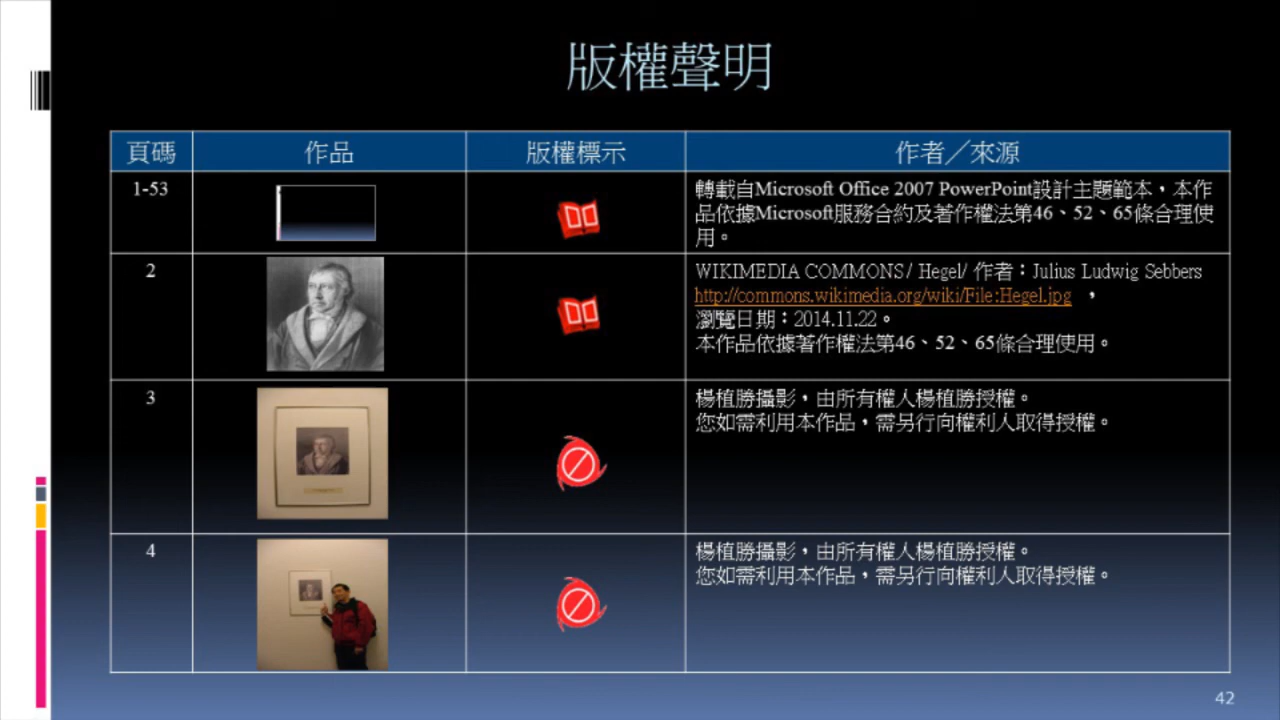 版權聲明
頁碼
作品
版權標示
作者／來源
1-53
轉載自Microsoft Office 2007 PowerPoint設計主題範本，本作
品依據Microsoft服務合約及著作權法第46、52、65條合理使
用。
2
WIKIMEDIA COMMONS/ Hegel/ 作者：Julius Ludwig Sebbers
http://commons.wikimedia.org/wiki/File:Hegel.jpg ，
瀏覽日期：2014.11.22。
本作品依據著作權法第46、52、65條合理使用。
3
楊植勝攝影，由所有權人楊植勝授權。
您如需利用本作品，需另行向權利人取得授權。
4
楊植勝攝影，由所有權人楊植勝授權。
您如需利用本作品，需另行向權利人取得授權。
42